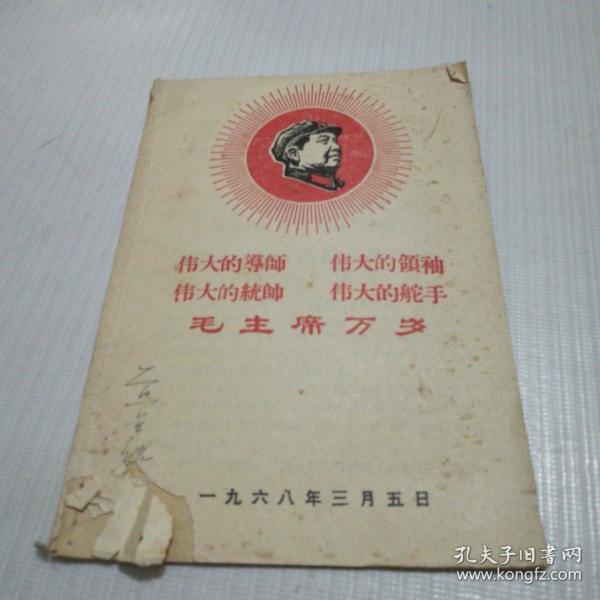 伟大的導師 伟大的領袖
伟大的統帥 伟大的舵手
毛主席万岁
一九六八年三月五日
孔夫子旧书网
www.kongfz.com